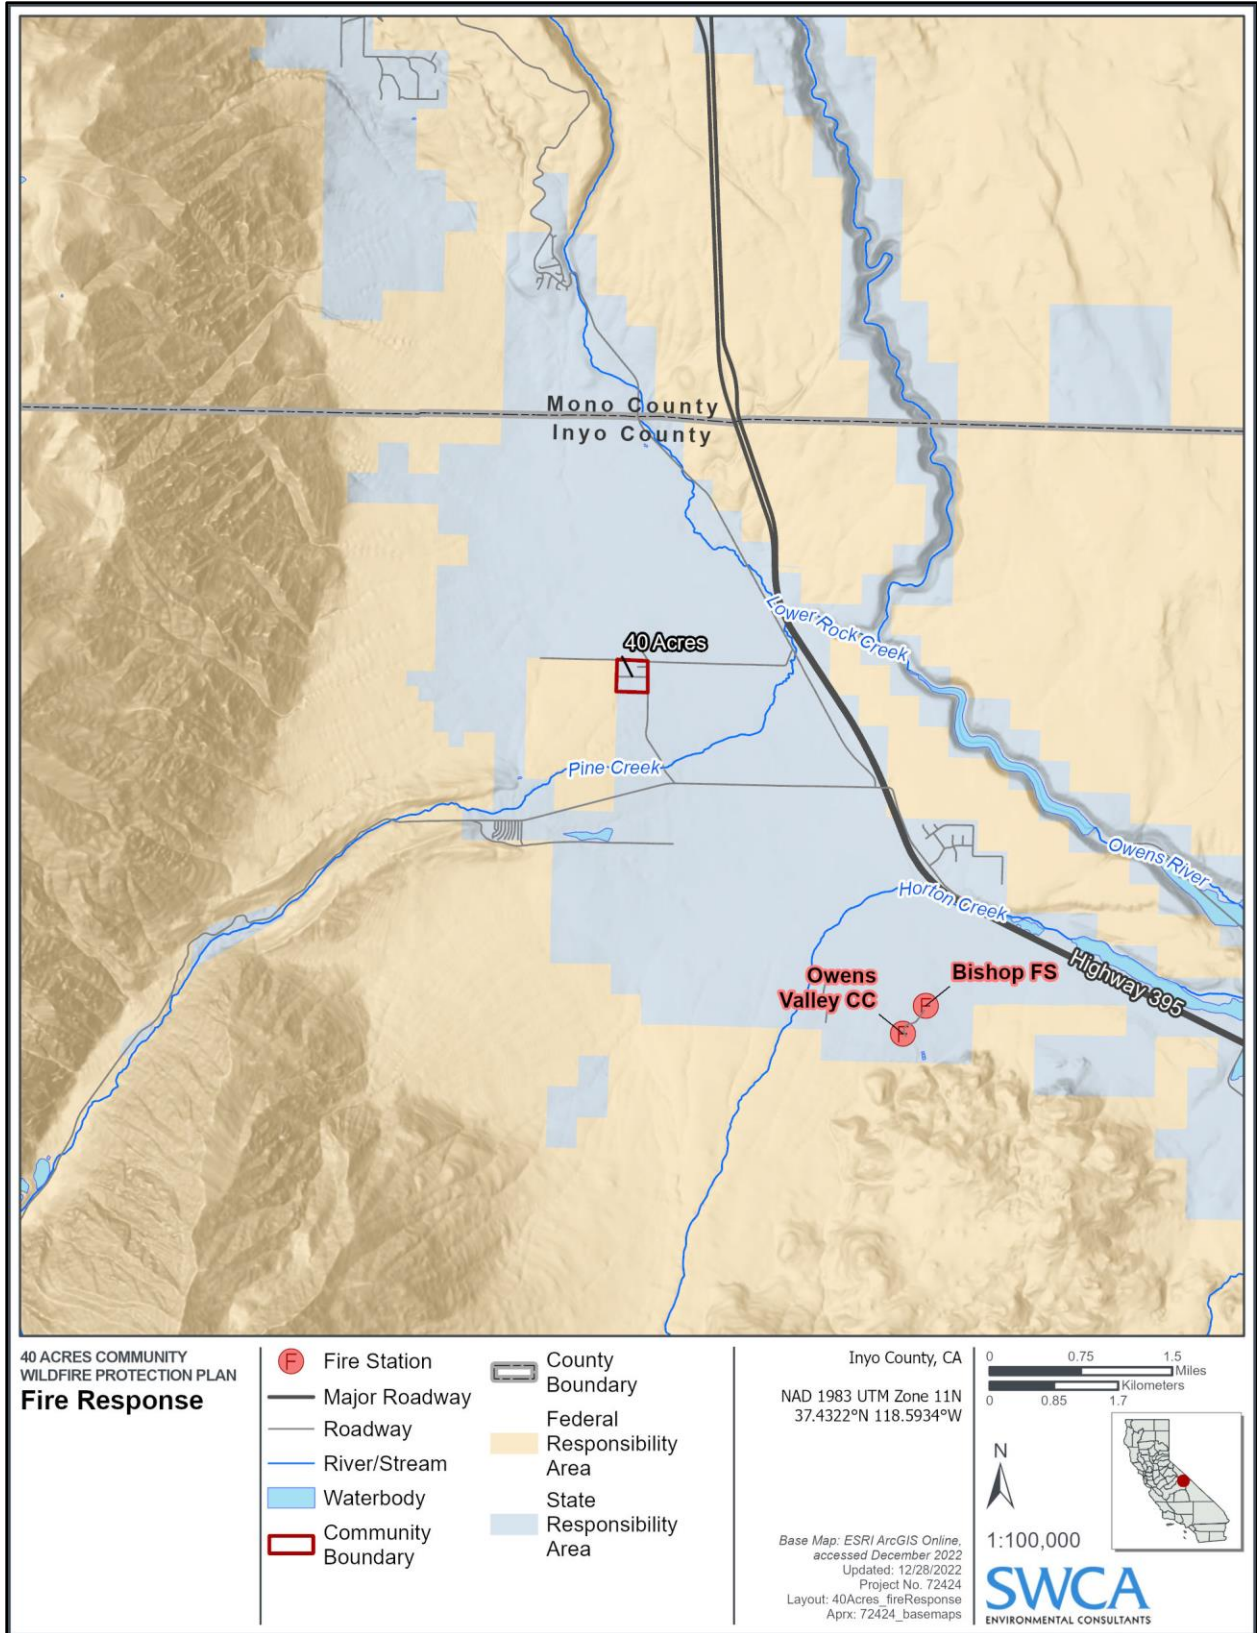 Mono County
Inyo County
Lower Rock Creek
40 Acres
Pine Creek
Owens River
Horton Creek
Highway 395
Owens
Valley CC
Bishop FS
F
F
40 ACRES COMMUNITY
WILDFIRE PROTECTION PLAN
Fire Response
F
Fire Station
Major Roadway
Roadway
River/Stream
Waterbody
Community
Boundary
County
Boundary
Federal
Responsibility
Area
State
Responsibility
Area
Inyo County, CA
NAD 1983 UTM Zone 11N
37.4322°N 118.5934°W
Base Map: ESRI ArcGIS Online,
accessed December 2022
Updated: 12/28/2022
Project No. 72424
Layout: 40Acres_fireResponse
Aprx: 72424_basemaps
0 0.75 1.5
Miles
Kilometers
0 0.85 1.7
N
1:100,000
SWCA
ENVIRONMENTAL CONSULTANTS